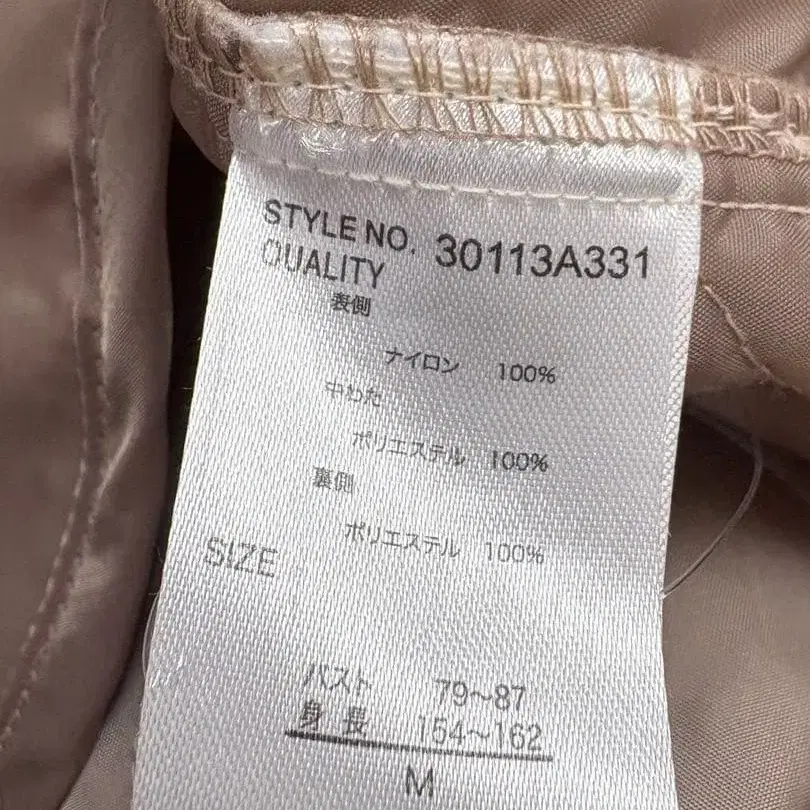 STYLE NO. 30113A331
QUALITY
表側
ナイロン 100%
中わた
ポリエステル 100%
裏側
ポリエステル 100%
SIZE
バスト 79〜87
身長 154〜162
M